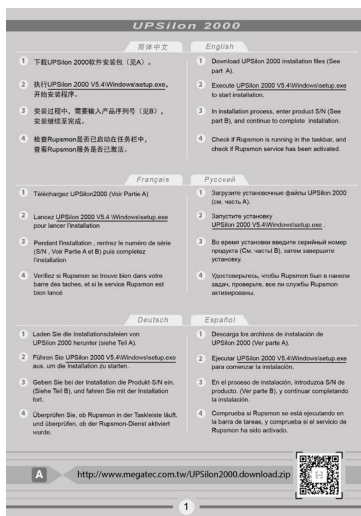 UPSilon 2000
简体中文
1 下载UPSilon 2000软件安装包（见A）。
2 执行UPSilon 2000 V5.4\Windows\setup.exe,
开始安装程序。
3 安装过程中，需要输入产品序列号（见B），
安装继续至完成。
4 检查Rupsmon是否已启动在任务栏中，
查看Rupsmon服务是否已激活。
English
1 Download UPSilon 2000 installation files (See
part A).
2 Execute UPSilon 2000 V5.4\Windows\setup.exe
to start installation.
3 In installation process, enter product S/N (See
part B), and continue to complete installation.
4 Check if Rupsmon is running in the taskbar, and
check if Rupsmon service has been activated.
Français
1 Téléchargez UPSilon2000 (Voir Partie A)
2 Lancez UPSilon 2000 V5.4 \Windows\setup.exe
pour lancer l'installation
3 Pendant l'installation , rentrez le numéro de série
(S/N , Voir Partie A et B) puis completez
l'installation
4 Verifiez si Rupsmon se trouve bien dans votre
barre des taches, et si le service Rupsmon est
bien lancé
Русский
1 Загрузите установочные файлы UPSilon 2000
(см. часть A).
2 Запустите установку
UPSilon 2000 V5.4\Windows\setup.exe .
3 Во время установки введите серийный номер
продукта (См. часть B), затем завершите
установку.
4 Удостоверьтесь, чтобы Rupsmon был в панели
задач, проверьте, все ли службы Rupsmon
активированы.
Deutsch
1 Laden Sie die Installationsdateien von
UPSilon 2000 herunter (siehe Teil A).
2 Führen Sie UPSilon 2000 V5.4\Windows\setup.exe
aus. um die Installation zu starten.
3 Geben Sie bei der Installation die Produkt-S/N ein.
(Siehe Teil B), und fahren Sie mit der Installation
fort.
4 Überprüfen Sie, ob Rupsmon in der Taskleiste läuft.
und überprüfen, ob der Rupsmon-Dienst aktiviert
wurde.
Español
1 Descarga los archivos de instalación de
UPSilon 2000 (Ver parte A).
2 Ejecutar UPSilon 2000 V5.4\Windows\setup.exe
para comenzar la instalación.
3 En el proceso de instalación, introduzca S/N de
producto. (Ver parte B), y continuar completando
la instalación.
4 Comprueba si Rupsmon se está ejecutando en
la barra de tareas, y comprueba si el servicio de
Rupsmon ha sido activado.
A http://www.megatec.com.tw/UPSilon2000.download.zip
1